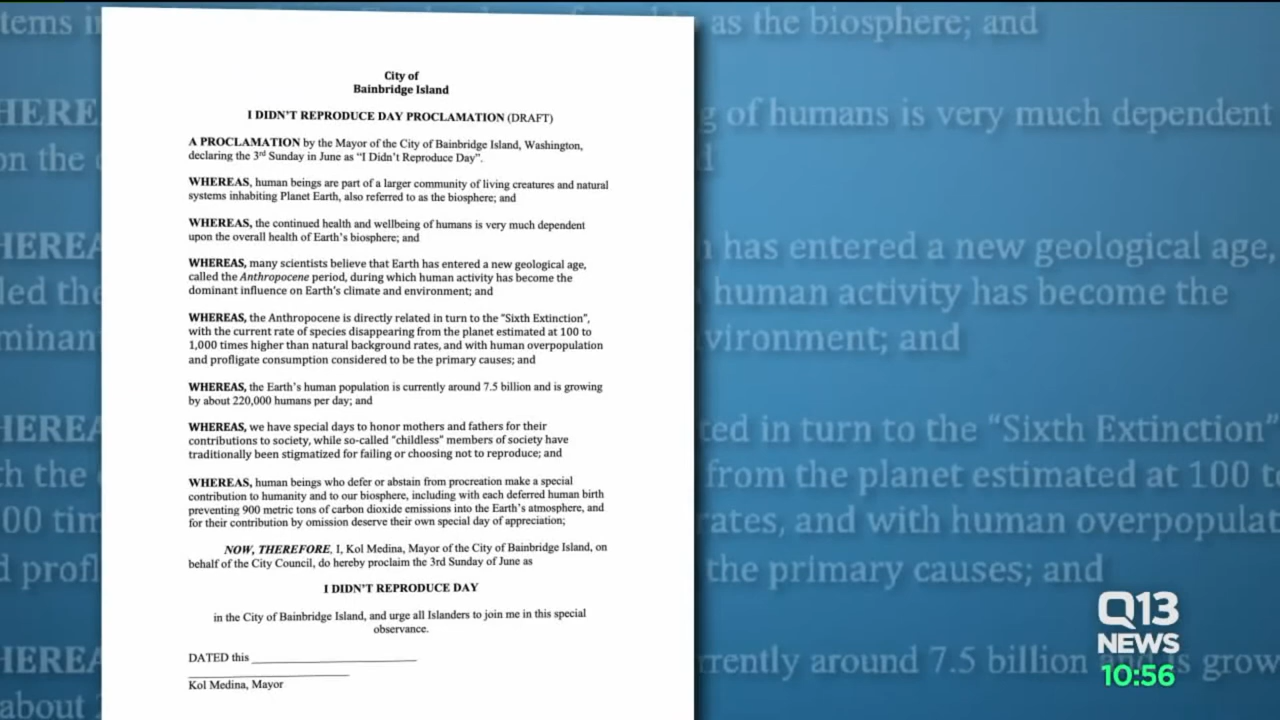 City of
Bainbridge Island
I DIDN'T REPRODUCE DAY PROCLAMATION (DRAFT)
A PROCLAMATION by the Mayor of the City of Bainbridge Island, Washington,
declaring the 3rd Sunday in June as "I Didn't Reproduce Day".
WHEREAS, human beings are part of a larger community of living creatures and natural
systems inhabiting Planet Earth, also referred to as the biosphere; and
WHEREAS, the continued health and wellbeing of humans is very much dependent
upon the overall health of Earth's biosphere; and
WHEREAS, many scientists believe that Earth has entered a new geological age,
called the Anthropocene period, during which human activity has become the
dominant influence on Earth's climate and environment; and
WHEREAS, the Anthropocene is directly related in turn to the "Sixth Extinction",
with the current rate of species disappearing from the planet estimated at 100 to
1,000 times higher than natural background rates, and with human overpopulation
and profligate consumption considered to be the primary causes; and
WHEREAS, the Earth's human population is currently around 7.5 billion and is growing
by about 220,000 humans per day; and
WHEREAS, we have special days to honor mothers and fathers for their
contributions to society, while so-called "childless" members of society have
traditionally been stigmatized for failing or choosing not to reproduce; and
WHEREAS, human beings who defer or abstain from procreation make a special
contribution to humanity and to our biosphere, including with each deferred human birth
preventing 900 metric tons of carbon dioxide emissions into the Earth's atmosphere, and
for their contribution by omission deserve their own special day of appreciation;
NOW, THEREFORE, I, Kol Medina, Mayor of the City of Bainbridge Island, on
behalf of the City Council, do hereby proclaim the 3rd Sunday of June as
I DIDN'T REPRODUCE DAY
in the City of Bainbridge Island, and urge all Islanders to join me in this special
observance.
DATED this
Kol Medina, Mayor
as the biosphere; and
of humans is very much dependent
has entered a new geological age,
human activity has become the
vironment; and
ted in turn to the "Sixth Extinction"
from the planet estimated at 100 to
rates, and with human overpopulat
the primary causes; and
rrently around 7.5 billion and is grow
Q13
NEWS
10:56